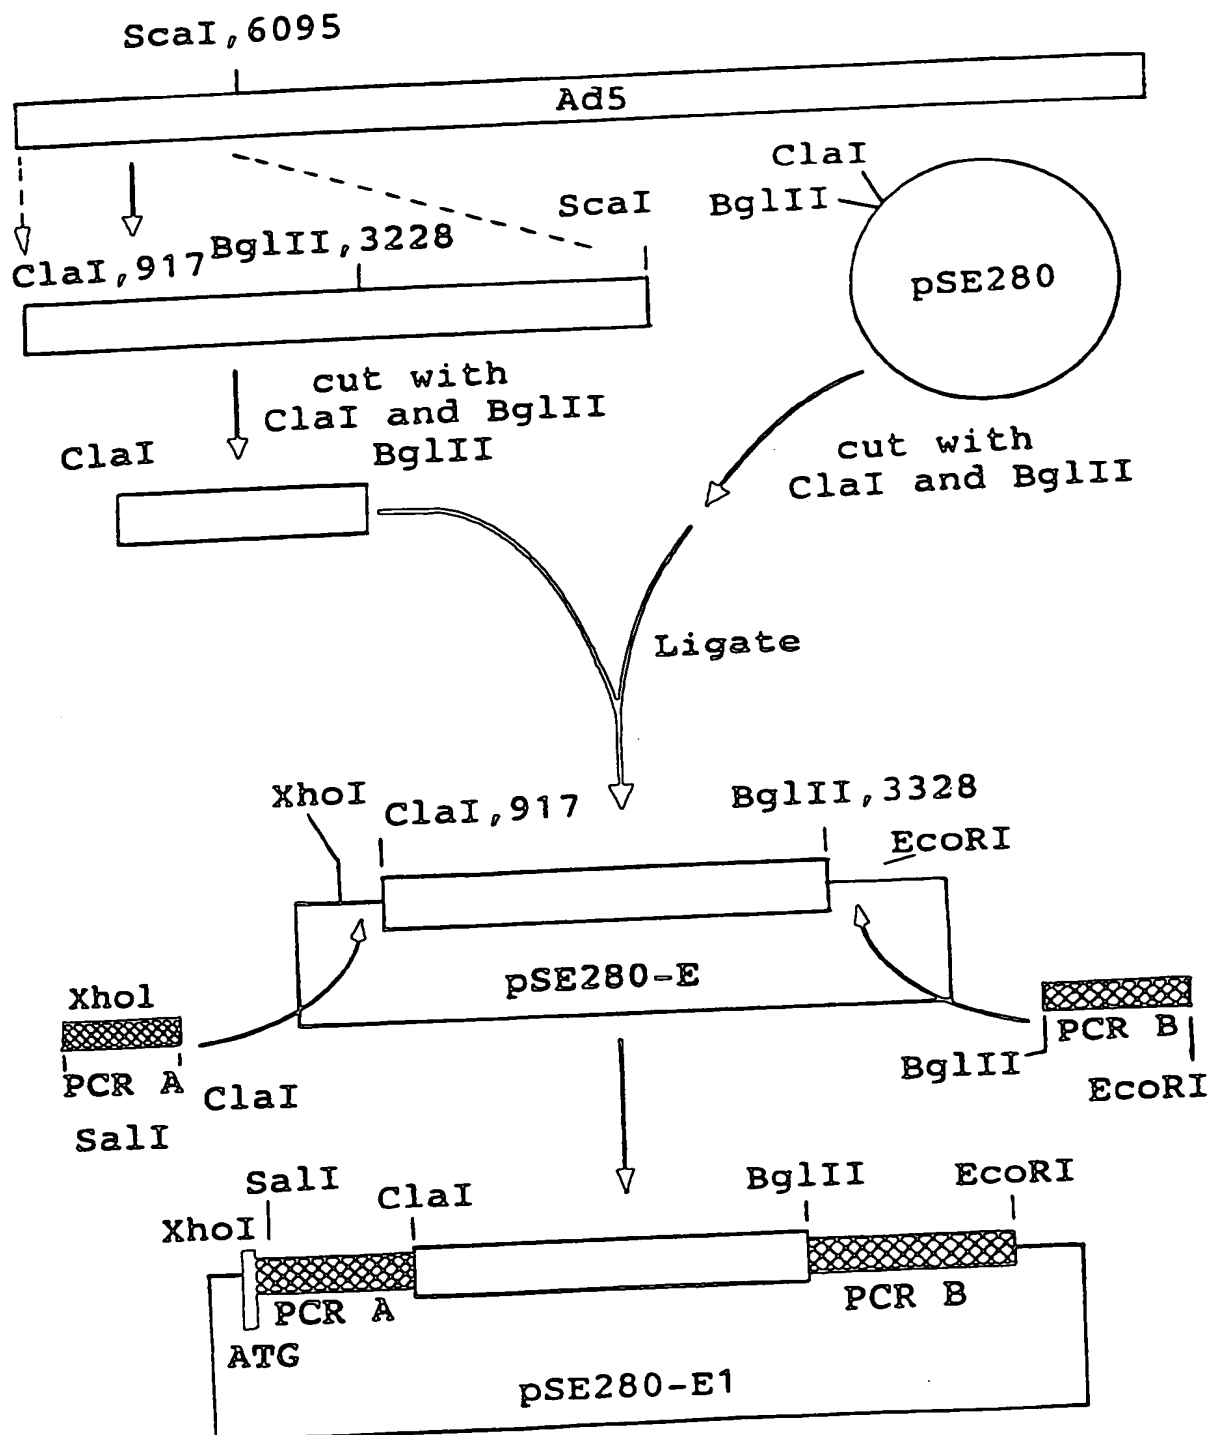 ScaI,6095
Ad5
ClaI
BglII
pSE280
ScaI
ClaI,917
BglII,3228
cut with
ClaI and BglII
ClaI
BglII
cut with
ClaI and BglII
Ligate
XhoI
ClaI,917
BglII,3328
EcoRI
pSE280-E
Xhol
PCR A
ClaI
SalI
PCR B
BglII
EcoRI
SalI
ClaI
BglII
EcoRI
XhoI
PCR A
PCR B
ATG
pSE280-E1